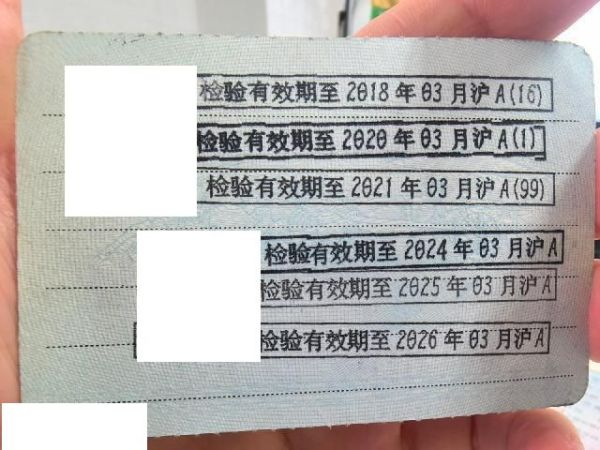 检验有效期至 2018 年 03 月沪 A(16)
检验有效期至 2020 年 03 月沪 A(1)
检验有效期至 2021 年 03 月沪 A(99)
检验有效期至 2024 年 03 月沪 A
检验有效期至 2025 年 03 月沪 A
检验有效期至 2026 年 03 月沪 A